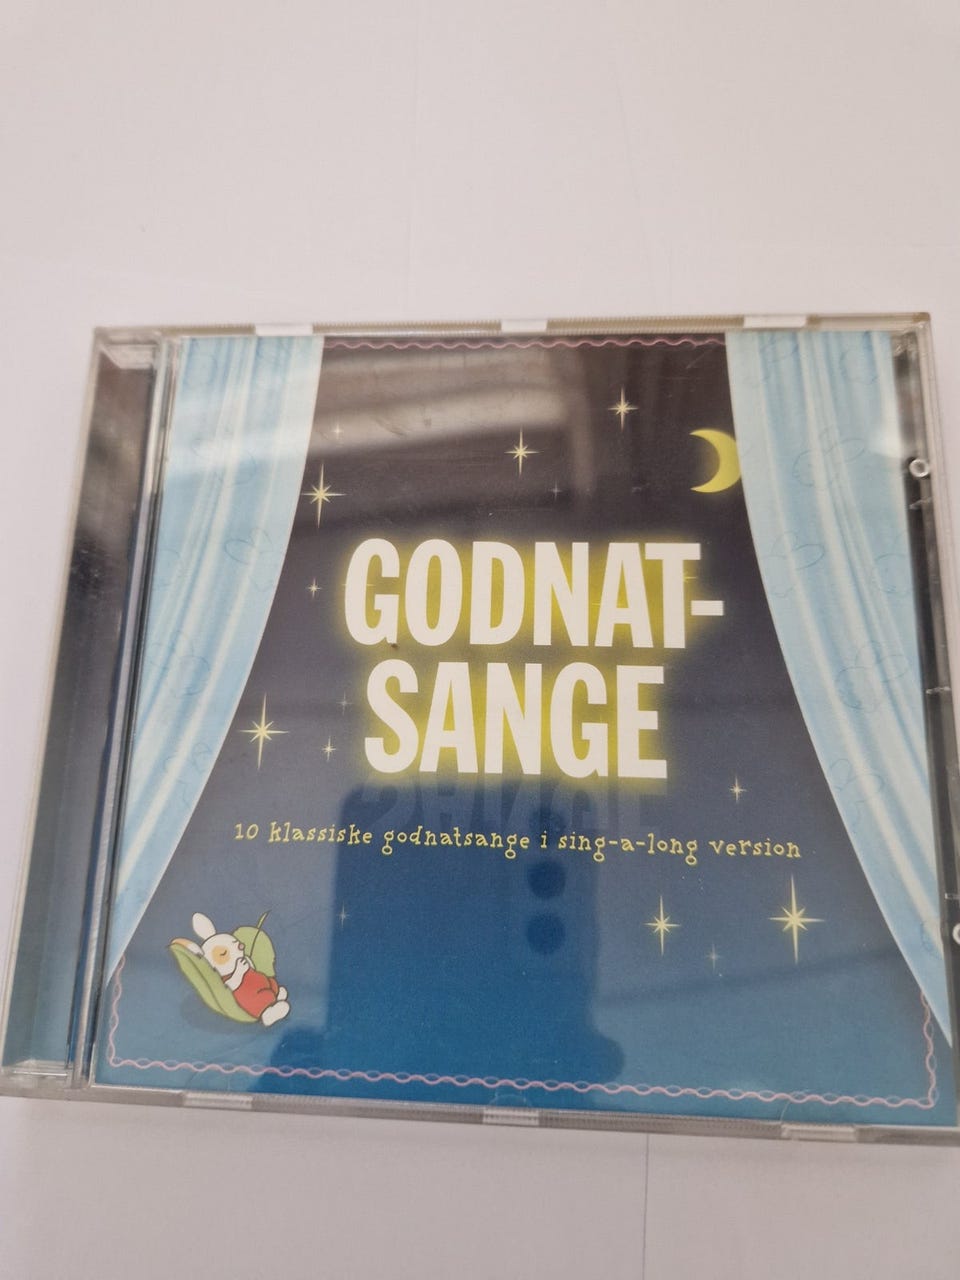 GODNAT-
SANGE
10 klassiske godnatsange i sing-a-long version